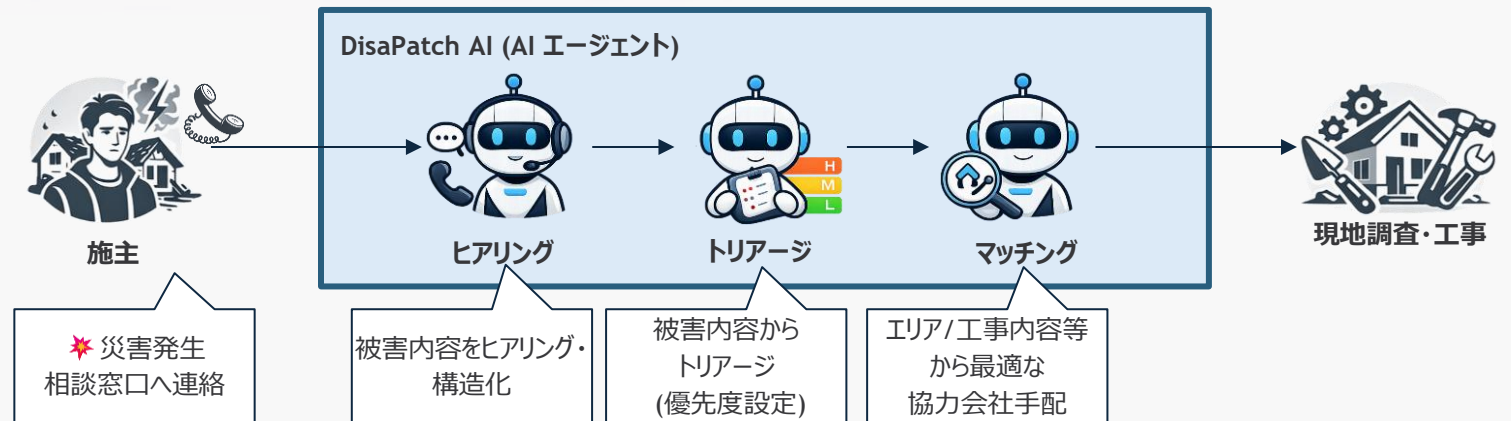 DisaPatch AI (AI エージェント)
H
M
L
施主
ヒアリング
トリアージ
マッチング
現地調査・工事
災害発生
相談窓口へ連絡
被害内容をヒアリング・
構造化
被害内容から
トリアージ
(優先度設定)
エリア/工事内容等
から最適な
協力会社手配